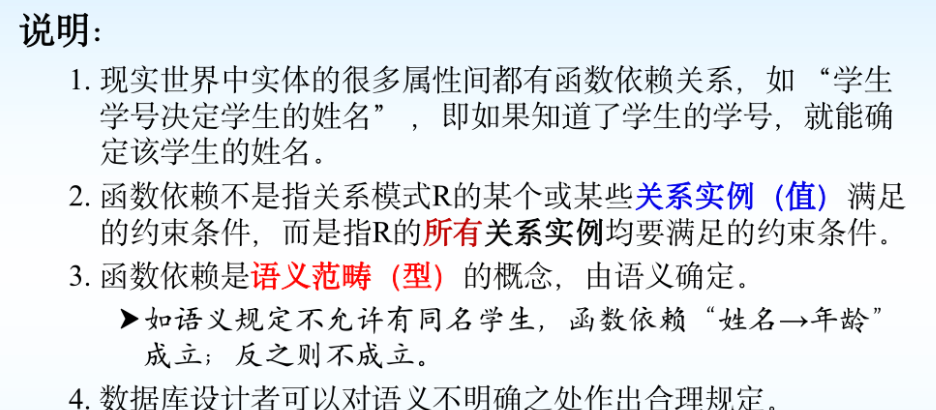 说明:
1. 现实世界中实体的很多属性间都有函数依赖关系，如 “学生
学号决定学生的姓名” ，即如果知道了学生的学号，就能确
定该学生的姓名。
2. 函数依赖不是指关系模式R的某个或某些关系实例（值）满足
的约束条件，而是指R的所有关系实例均要满足的约束条件。
3. 函数依赖是语义范畴（型）的概念，由语义确定。
➤如语义规定不允许有同名学生，函数依赖“姓名→年龄”
成立；反之则不成立。
4. 数据库设计者可以对语义不明确之处作出合理规定。